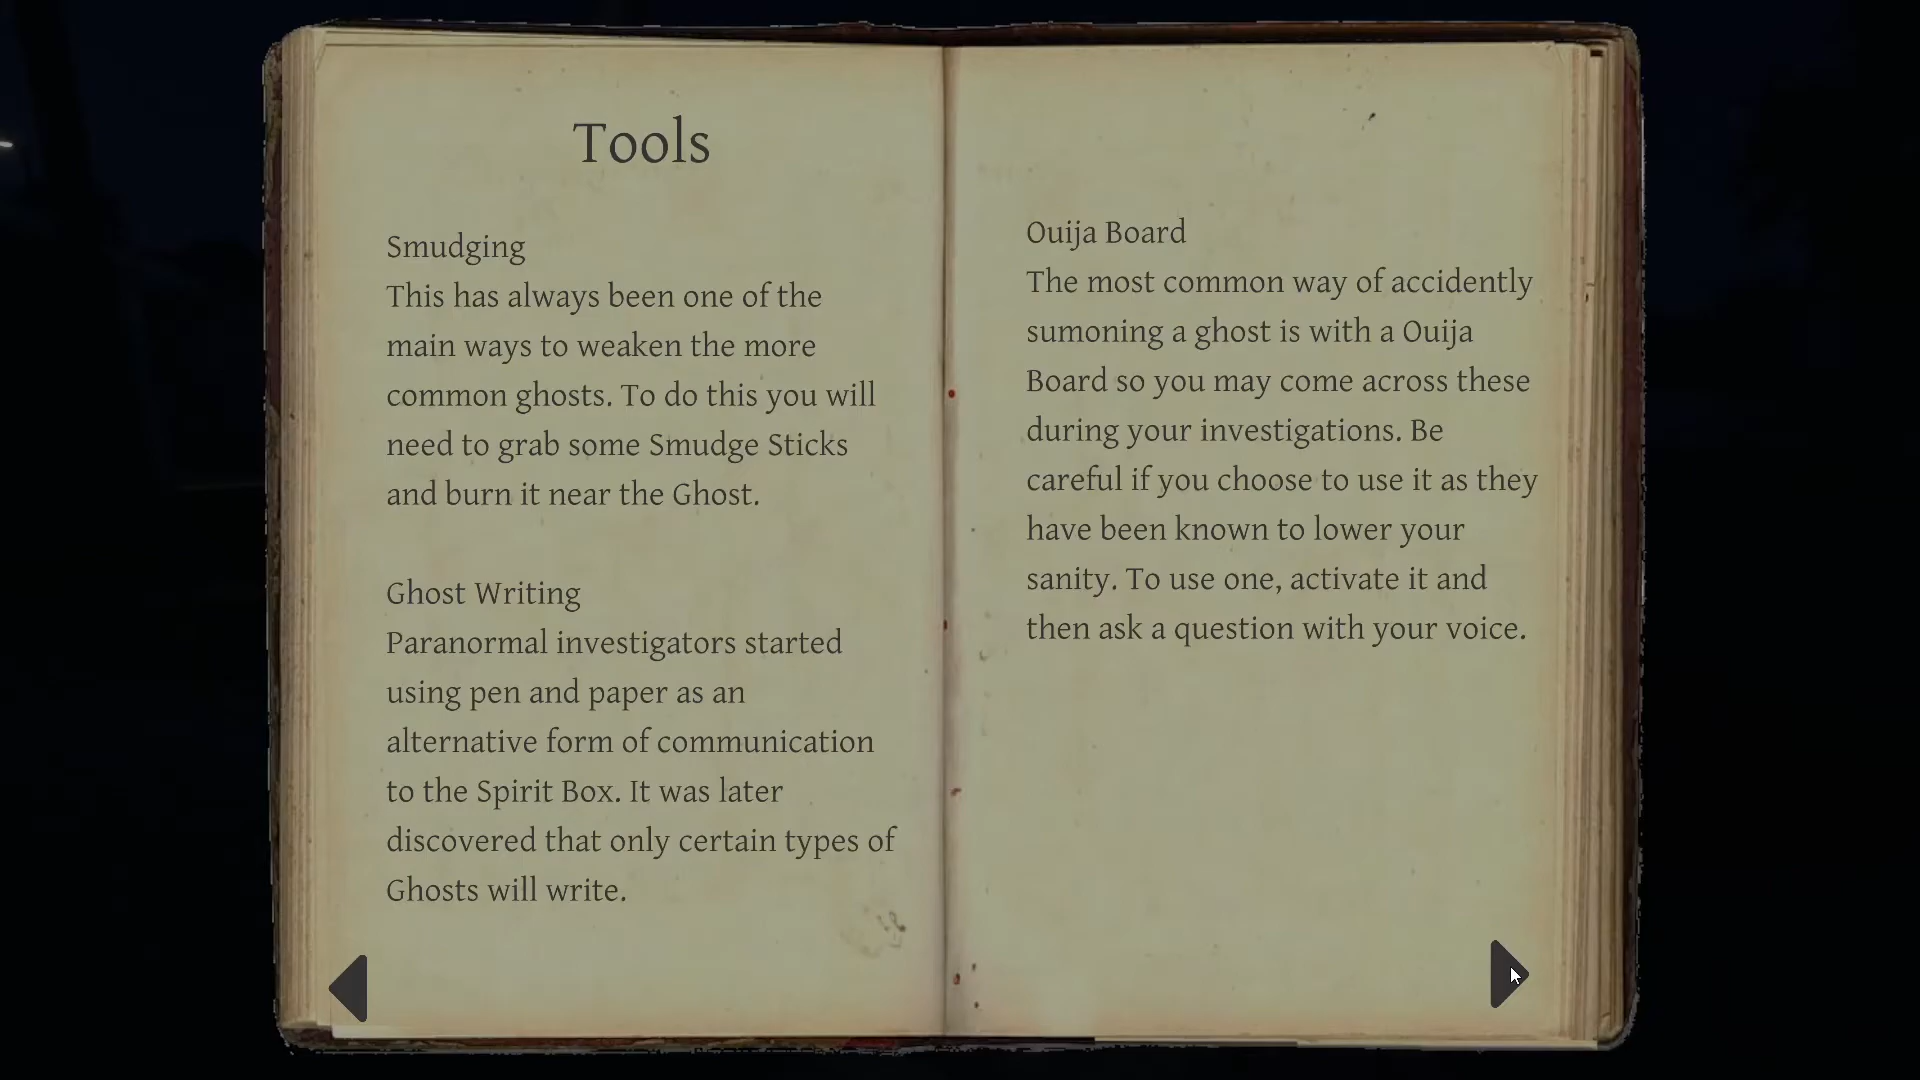 Tools
Smudging
This has always been one of the
main ways to weaken the more
common ghosts. To do this you will
need to grab some Smudge Sticks
and burn it near the Ghost.
Ghost Writing
Paranormal investigators started
using pen and paper as an
alternative form of communication
to the Spirit Box. It was later
discovered that only certain types of
Ghosts will write.
Ouija Board
The most common way of accidently
sumoning a ghost is with a Ouija
Board so you may come across these
during your investigations. Be
careful if you choose to use it as they
have been known to lower your
sanity. To use one, activate it and
then ask a question with your voice.